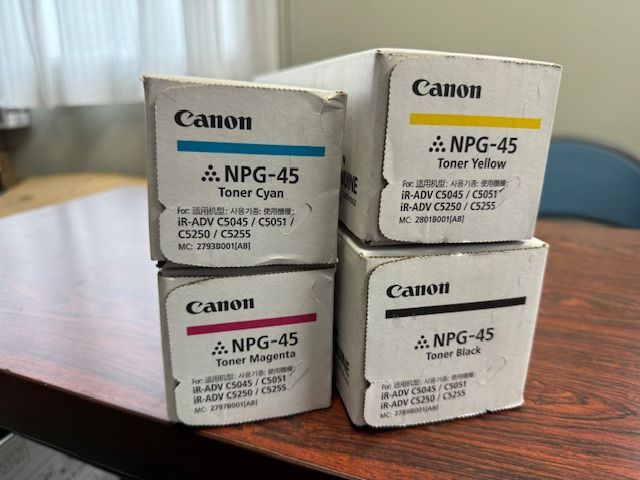 Canon
NPG-45
Toner Cyan
For: 适用机型: 사용기종: 使用機種:
iR-ADV C5045 / C5051 /
C5250 / C5255
MC: 2793B001[AB]
Canon
NPG-45
Toner Yellow
For: 适用机型: 사용기종: 使用機種:
iR-ADV C5045 / C5051
iR-ADV C5250 / C5255
MC: 2801B001[AB]
Canon
NPG-45
Toner Magenta
For: 适用机型: 사용기종: 使用機種:
iR-ADV C5045 / C5051
iR-ADV C5250 / C5255
MC: 2797B001[AB]
Canon
NPG-45
Toner Black
For: 适用机型: 사용기종: 使用機種:
iR-ADV C5045 / C5051
iR-ADV C5250 / C5255
MC: 2789B001[AB]